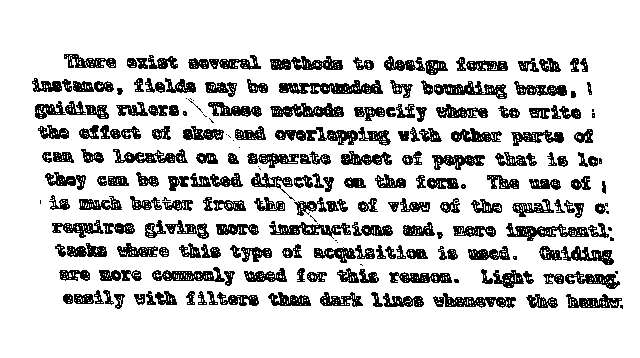 There exist several methods to design forms with fi
instance, fields may be surrounded by bounding boxes,
guiding rulers. These methods specify where to write
the effect of skew and overlapping with other parts of
can be located on a separate sheet of paper that is lo
they can be printed directly on the form. The use of
is much better from the point of view of the quality o
requires giving more instructions and, more importantl
tasks where this type of acquisition is used. Guiding
are more commonly used for this reason. Light rectang
easily with filters than dark lines whenever the handw